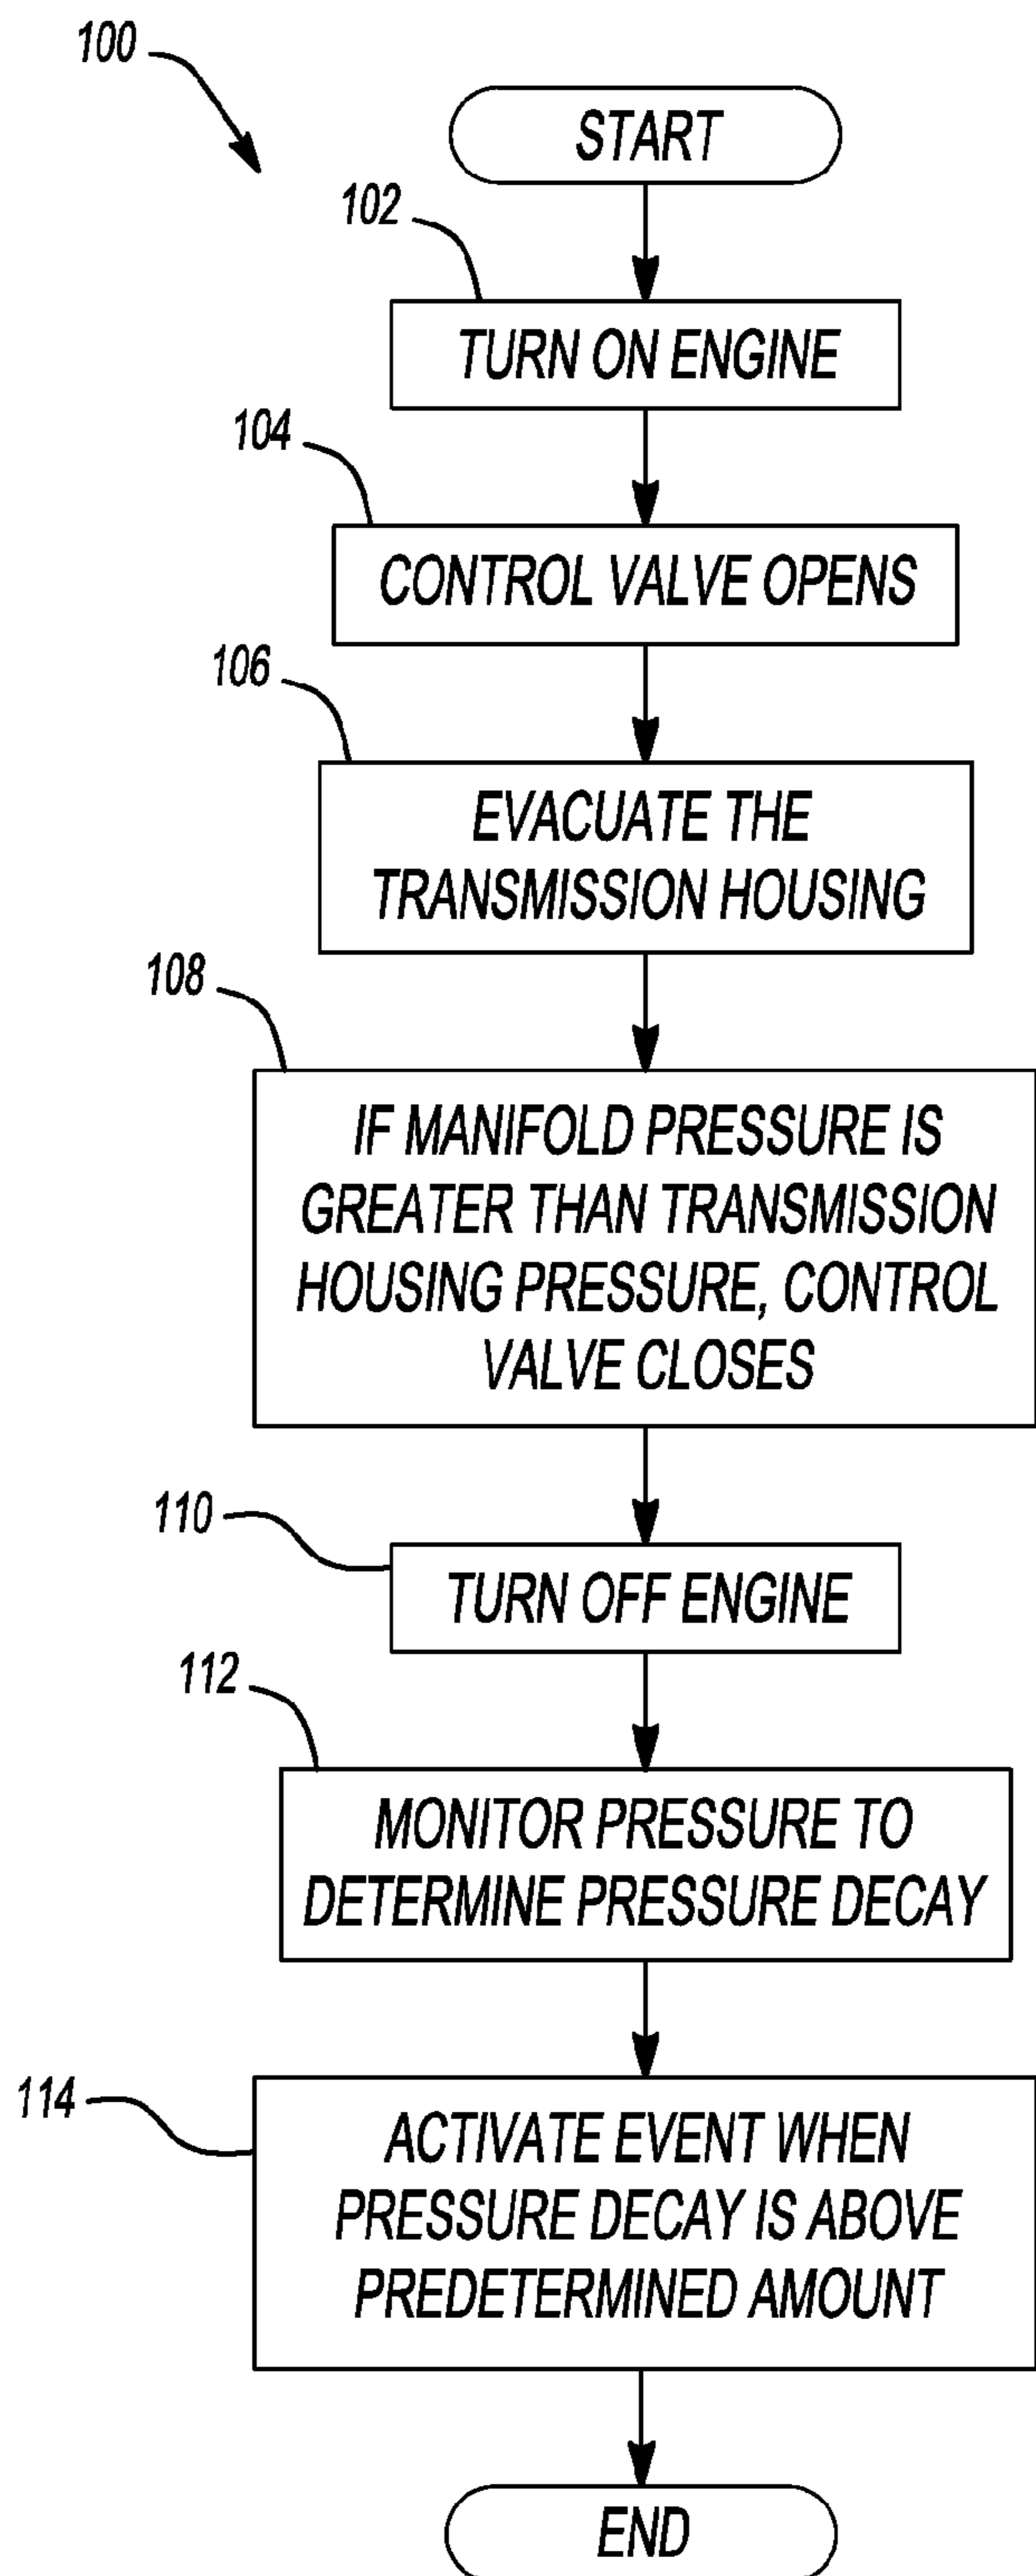 100
START
102
TURN ON ENGINE
104
CONTROL VALVE OPENS
106
EVACUATE THE
TRANSMISSION HOUSING
108
IF MANIFOLD PRESSURE IS
GREATER THAN TRANSMISSION
HOUSING PRESSURE, CONTROL
VALVE CLOSES
110
TURN OFF ENGINE
112
MONITOR PRESSURE TO
DETERMINE PRESSURE DECAY
114
ACTIVATE EVENT WHEN
PRESSURE DECAY IS ABOVE
PREDETERMINED AMOUNT
END